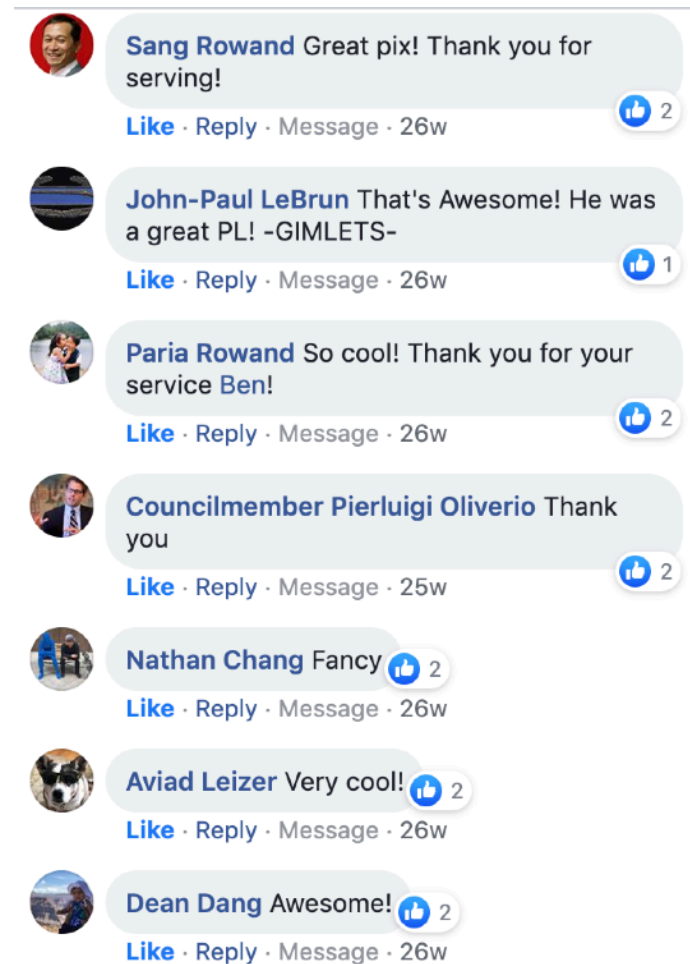 Sang Rowand Great pix! Thank you for
serving!
2
Like · Reply · Message · 26w
John-Paul LeBrun That's Awesome! He was
a great PL! -GIMLETS-
1
Like · Reply · Message · 26w
Paria Rowand So cool! Thank you for your
service Ben!
2
Like · Reply · Message · 26w
Councilmember Pierluigi Oliverio Thank
you
2
Like · Reply · Message · 25w
Nathan Chang Fancy 2
Like · Reply · Message · 26w
Aviad Leizer Very cool! 2
Like · Reply · Message · 26w
Dean Dang Awesome! 2
Like · Reply · Message · 26w